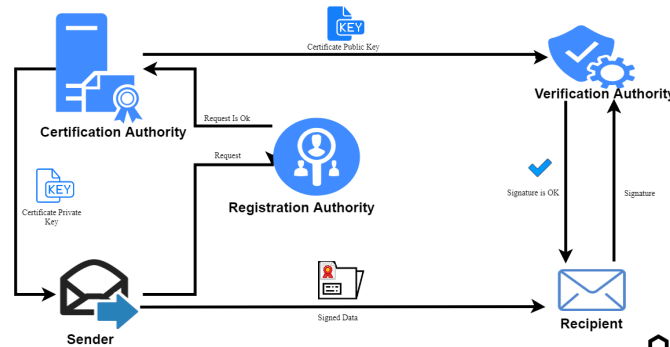 KEY
Certificate Public Key
Certification Authority
Verification Authority
Request Is Ok
Request
KEY
Certificate Private
Key
Registration Authority
Signature is OK
Signature
Signed Data
Sender
Recipient